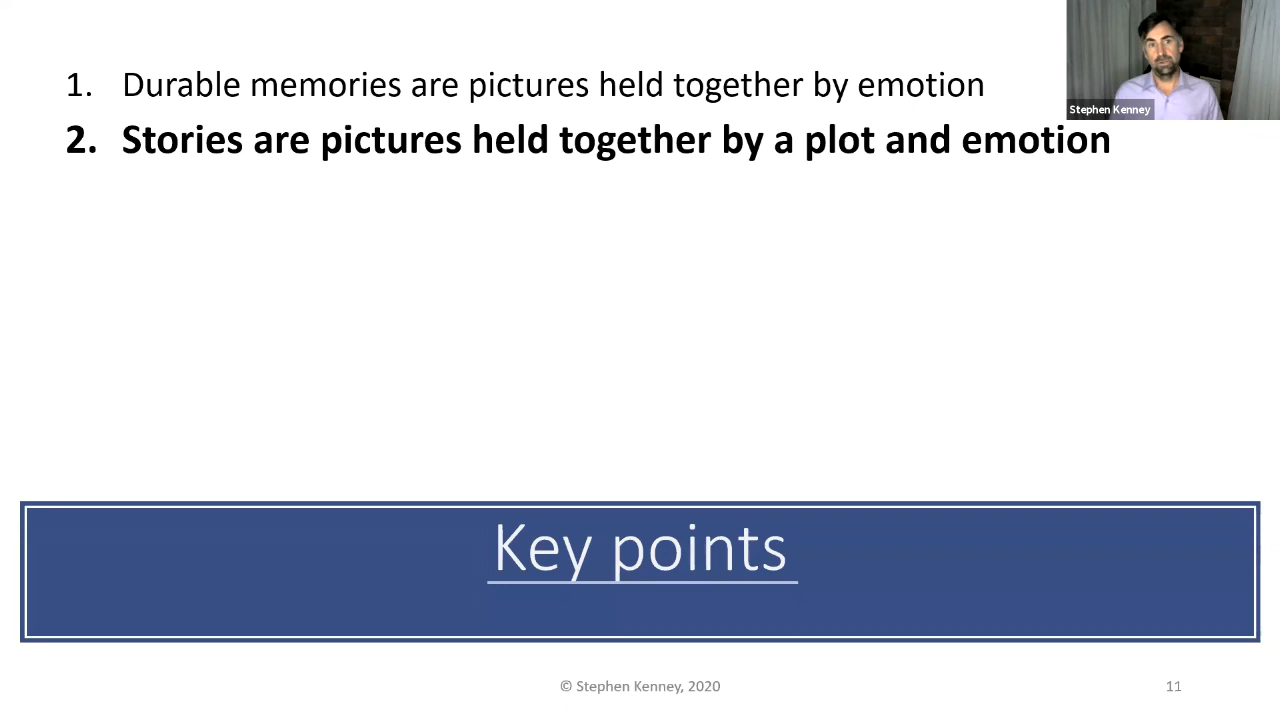 1. Durable memories are pictures held together by emotion
Stephen Kenney
2. Stories are pictures held together by a plot and emotion
Key points
© Stephen Kenney, 2020
11